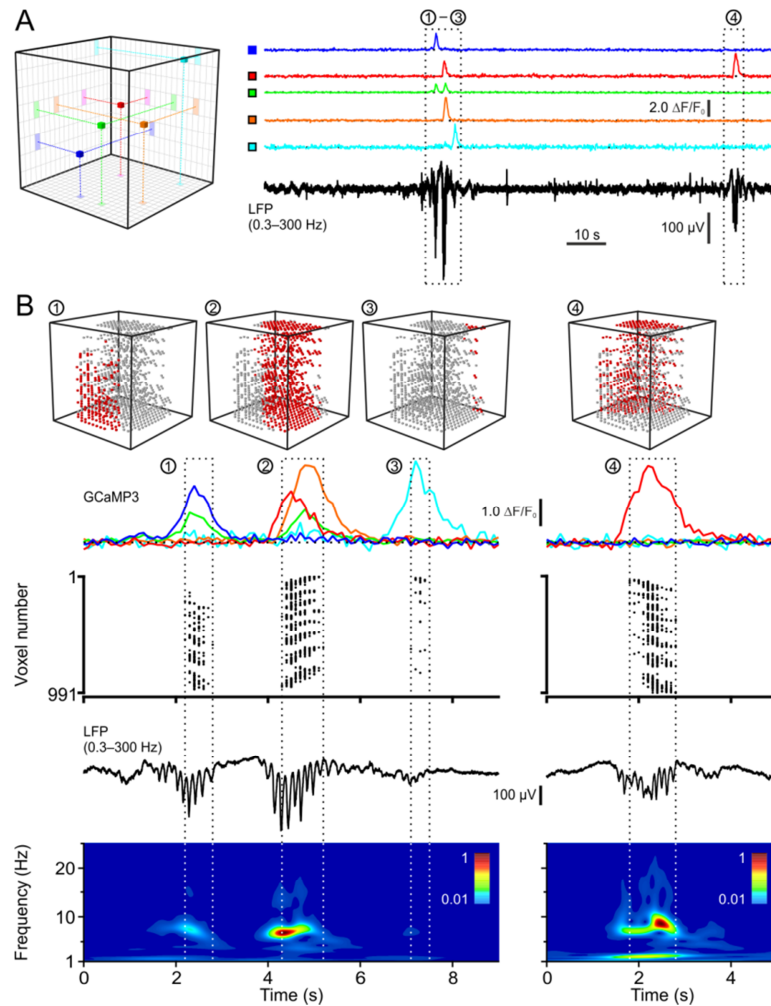 A
① – ③
④
2.0 ΔF/F₀
LFP
(0.3–300 Hz)
100 µV
10 s
B
①
②
③
④
①
②
③
④
GCaMP3
1.0 ΔF/F₀
1
Voxel number
991
LFP
(0.3–300 Hz)
100 µV
Frequency (Hz)
20
10
1
1
0.01
1
0.01
0
2
4
6
8
0
2
4
Time (s)
Time (s)